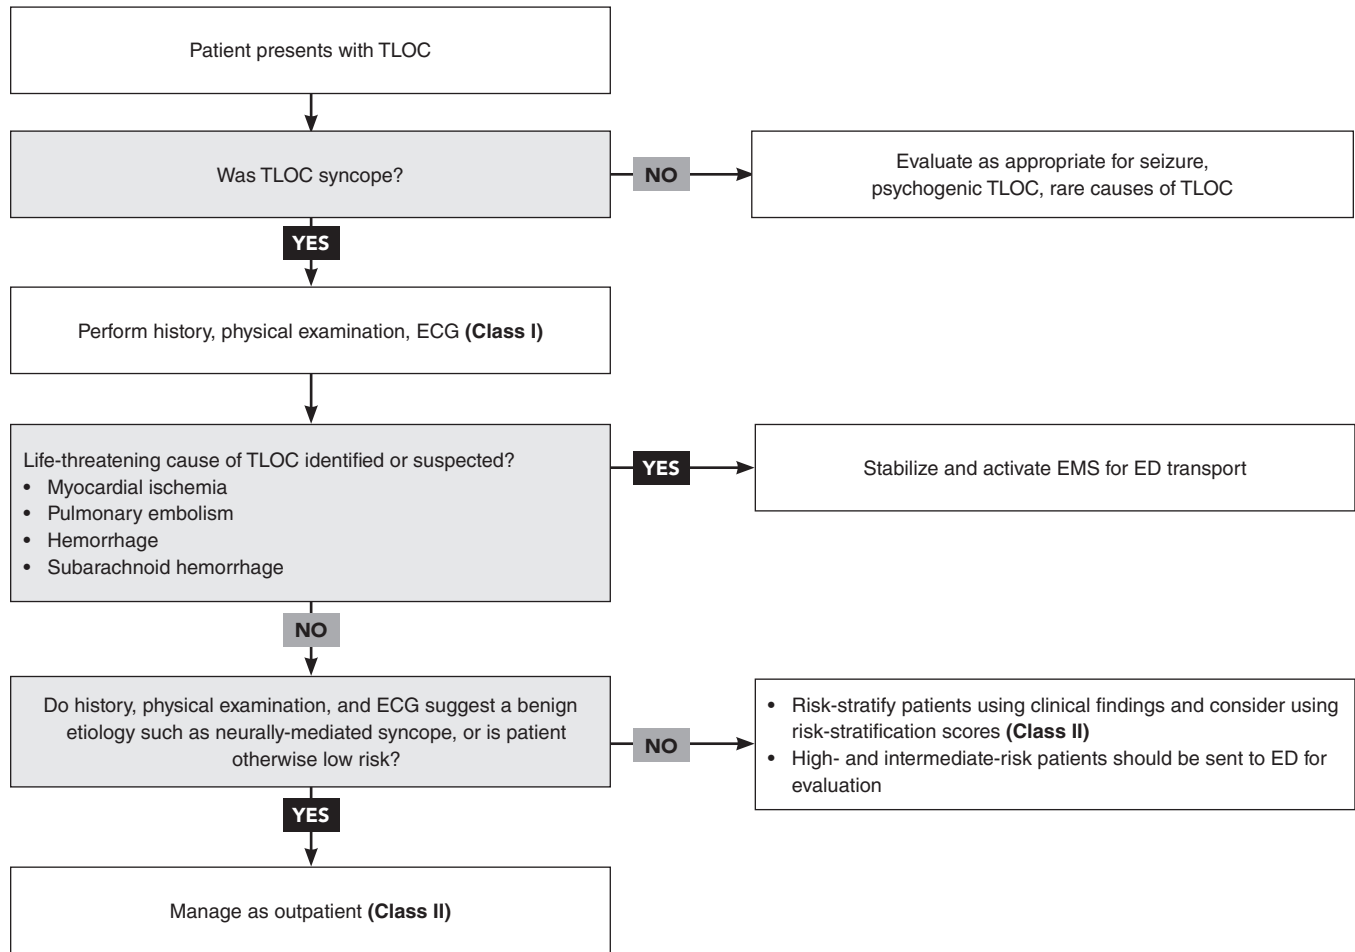 Patient presents with TLOC
Was TLOC syncope?
NO
Evaluate as appropriate for seizure,
psychogenic TLOC, rare causes of TLOC
YES
Perform history, physical examination, ECG (Class I)
Life-threatening cause of TLOC identified or suspected?
• Myocardial ischemia
• Pulmonary embolism
• Hemorrhage
• Subarachnoid hemorrhage
YES
Stabilize and activate EMS for ED transport
NO
Do history, physical examination, and ECG suggest a benign
etiology such as neurally-mediated syncope, or is patient
otherwise low risk?
NO
• Risk-stratify patients using clinical findings and consider using
risk-stratification scores (Class II)
• High- and intermediate-risk patients should be sent to ED for
evaluation
YES
Manage as outpatient (Class II)